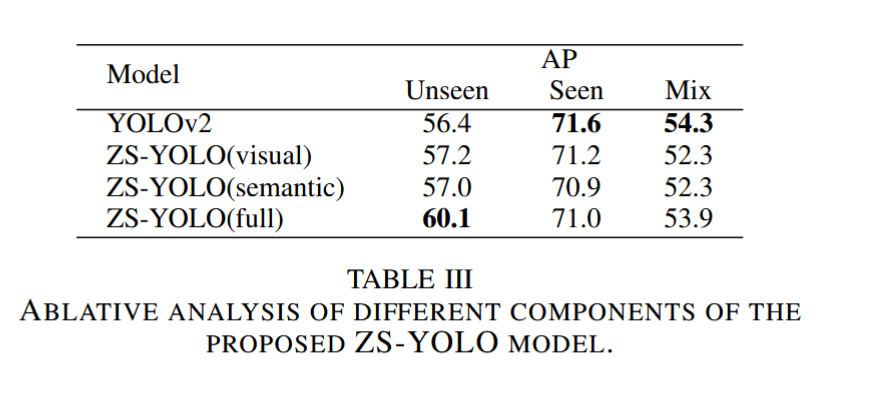 AP
Model
Unseen Seen Mix
YOLOv2 56.4 71.6 54.3
ZS-YOLO(visual) 57.2 71.2 52.3
ZS-YOLO(semantic) 57.0 70.9 52.3
ZS-YOLO(full) 60.1 71.0 53.9
TABLE III
ABLATIVE ANALYSIS OF DIFFERENT COMPONENTS OF THE
PROPOSED ZS-YOLO MODEL.